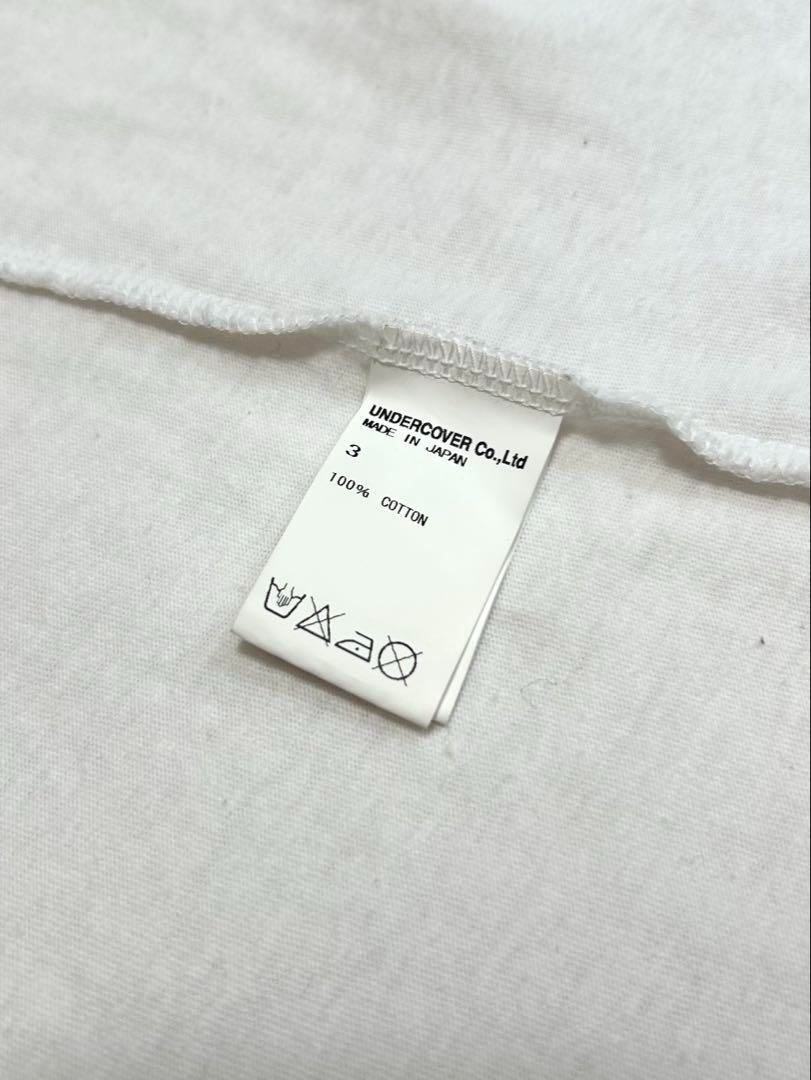 UNDERCOVER Co.,Ltd
MADE IN JAPAN
3
100% COTTON